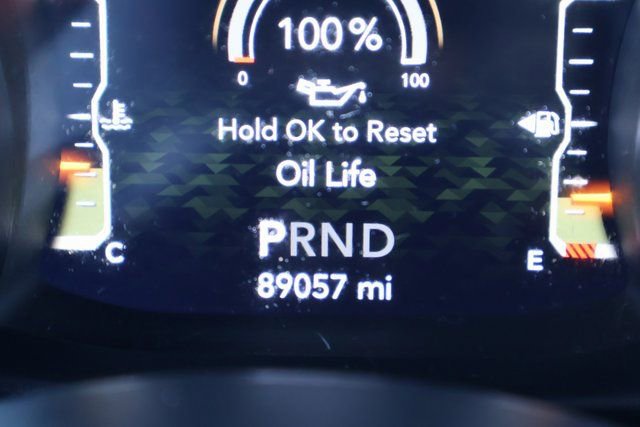 100%
0 100
Hold OK to Reset
Oil Life
PRND
C E
89057 mi